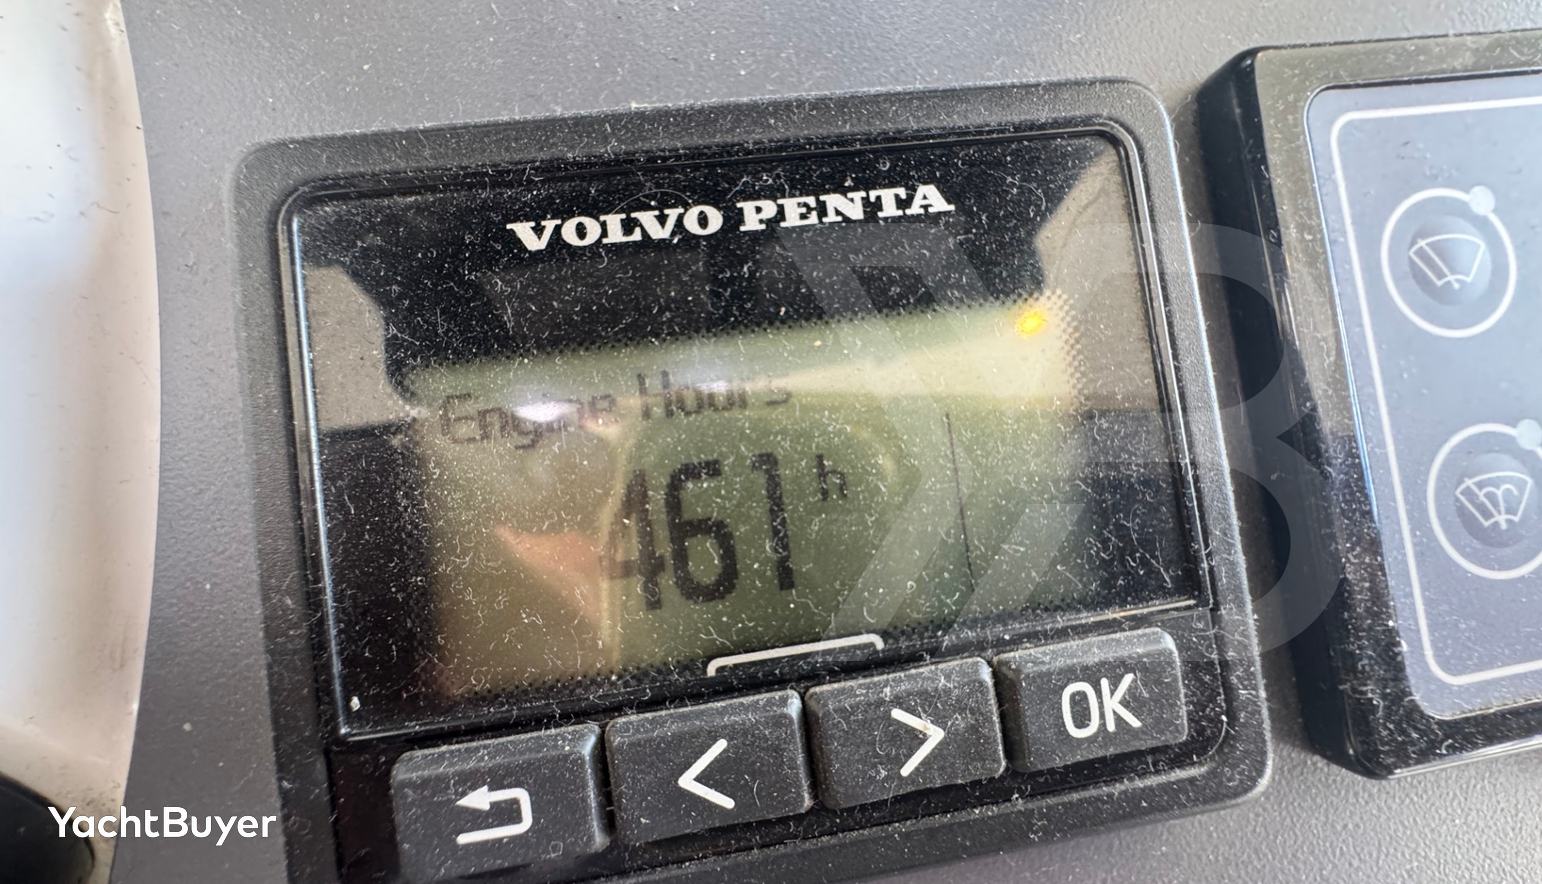 VOLVO PENTA
Engine Hours
461 h
OK
YachtBuyer